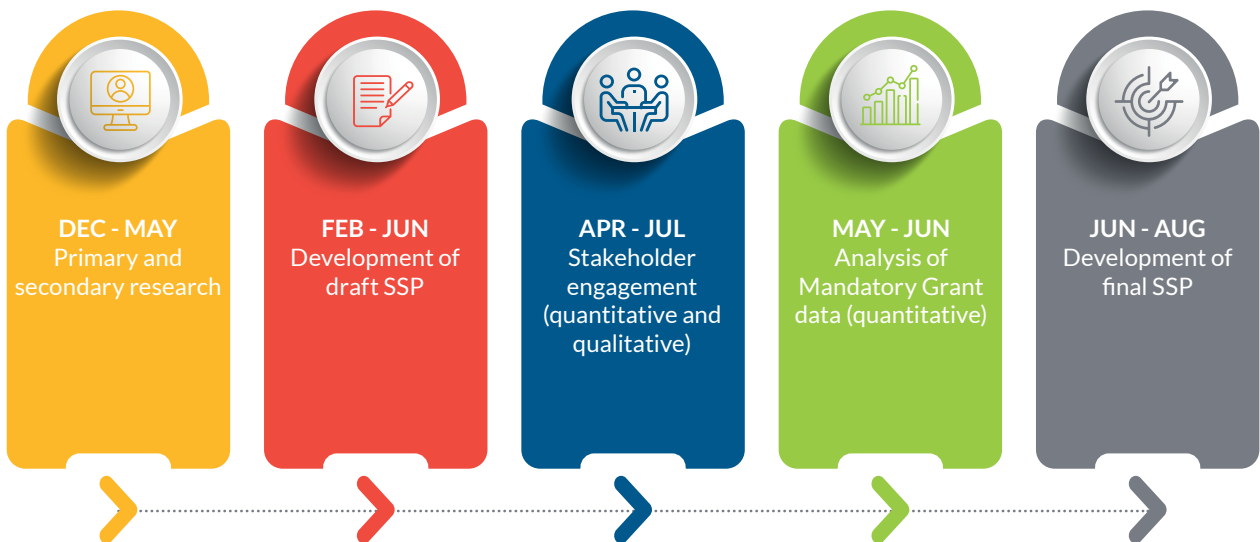 DEC - MAY
Primary and
secondary research
FEB - JUN
Development of
draft SSP
APR - JUL
Stakeholder
engagement
(quantitative and
qualitative)
MAY - JUN
Analysis of
Mandatory Grant
data (quantitative)
JUN - AUG
Development of
final SSP